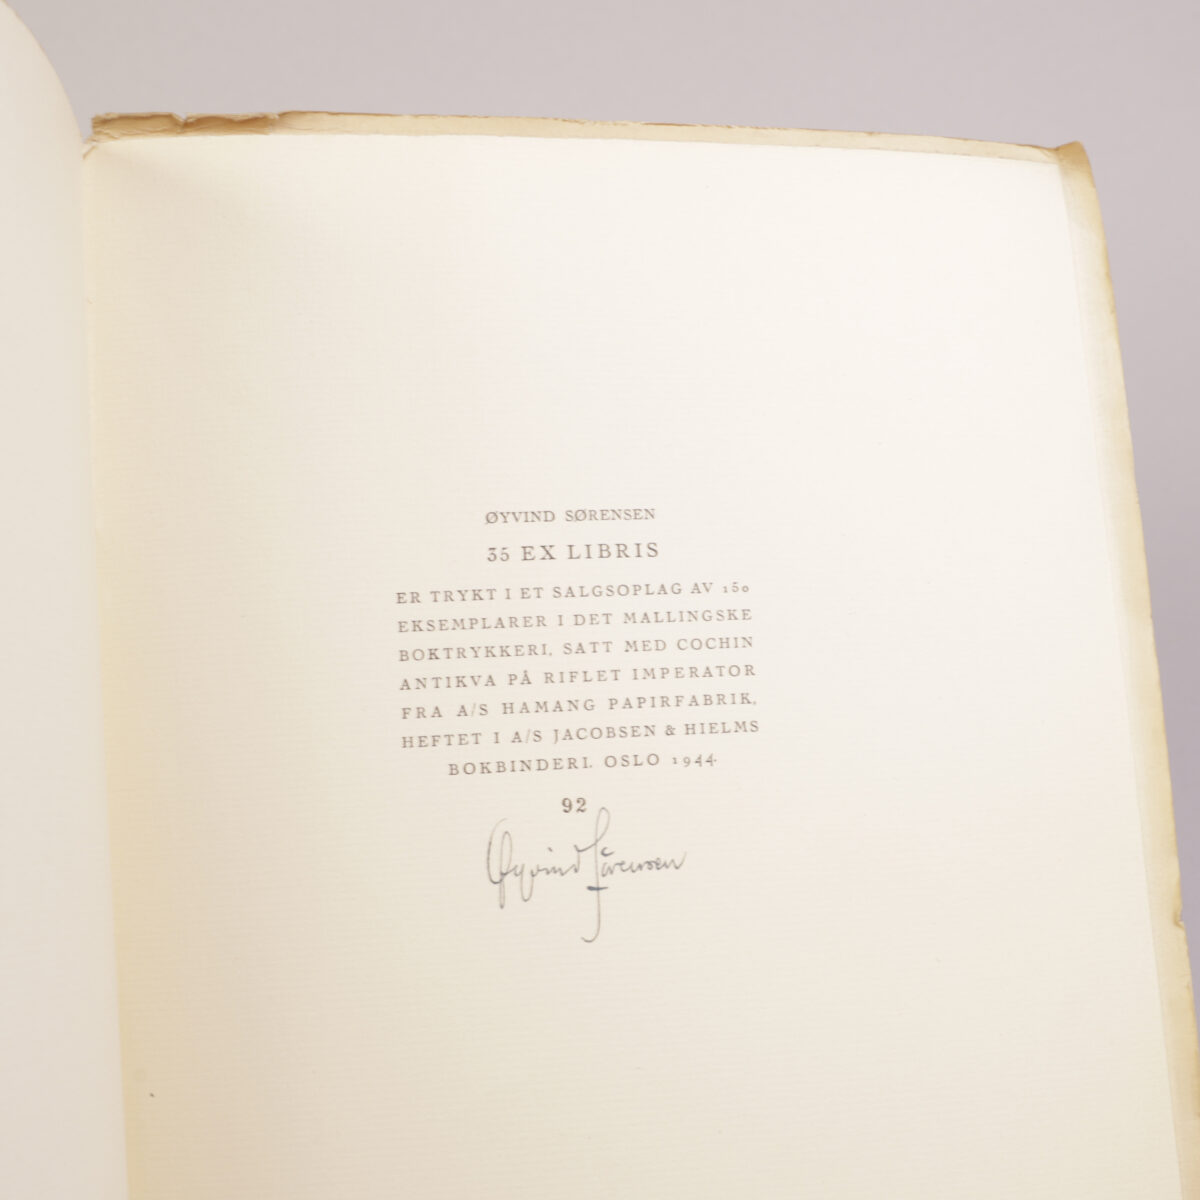 ØYVIND SØRENSEN
35 EX LIBRIS
ER TRYKT I ET SALGSOPLAG AV 150
EKSEMPLARER I DET MALLINGSKE
BOKTRYKKERI, SATT MED COCHIN
ANTIKVA PÅ RIFLET IMPERATOR
FRA A/S HAMANG PAPIRFABRIK,
HEFTET I A/S JACOBSEN & HIELMS
BOKBINDERI. OSLO 1944.
92
Øyvind Sörensen